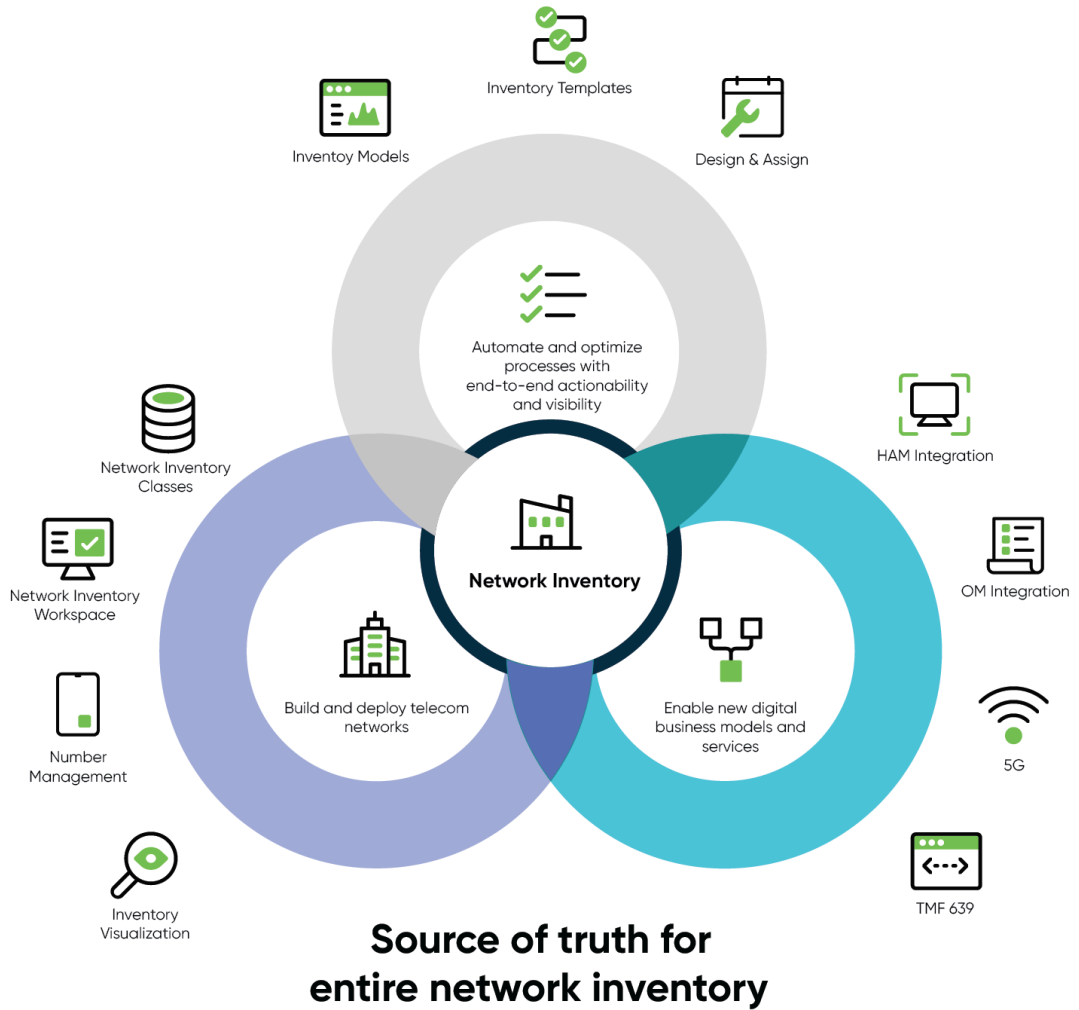 Inventory Templates
Inventoy Models
Design & Assign
Automate and optimize
processes with
end-to-end actionability
and visibility
Network Inventory
Classes
HAM Integration
Network Inventory
Network Inventory
Workspace
OM Integration
Build and deploy telecom
networks
Enable new digital
business models and
services
Number
Management
5G
Inventory
Visualization
TMF 639
Source of truth for
entire network inventory